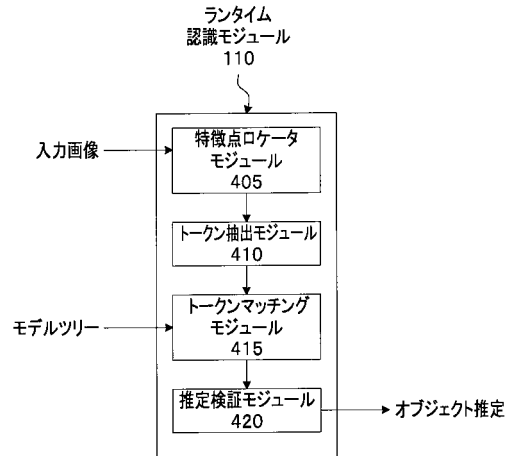 ランタイム
認識モジュール
110
入力画像
特徴点ロケータ
モジュール
405
トークン抽出モジュール
410
モデルツリー
トークンマッチング
モジュール
415
推定検証モジュール
420
オブジェクト推定